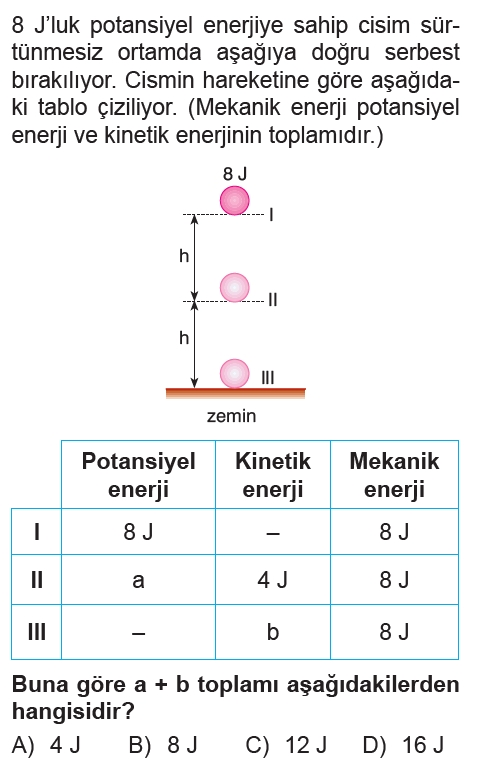 8 J'luk potansiyel enerjiye sahip cisim sür-
tünmesiz ortamda aşağıya doğru serbest
bırakılıyor. Cismin hareketine göre aşağıda-
ki tablo çiziliyor. (Mekanik enerji potansiyel
enerji ve kinetik enerjinin toplamıdır.)
8 J
I
h
II
h
III
zemin
Potansiyel enerji Kinetik enerji Mekanik enerji
I 8 J – 8 J
II a 4 J 8 J
III – b 8 J
Buna göre a + b toplamı aşağıdakilerden
hangisidir?
A) 4 J B) 8 J C) 12 J D) 16 J